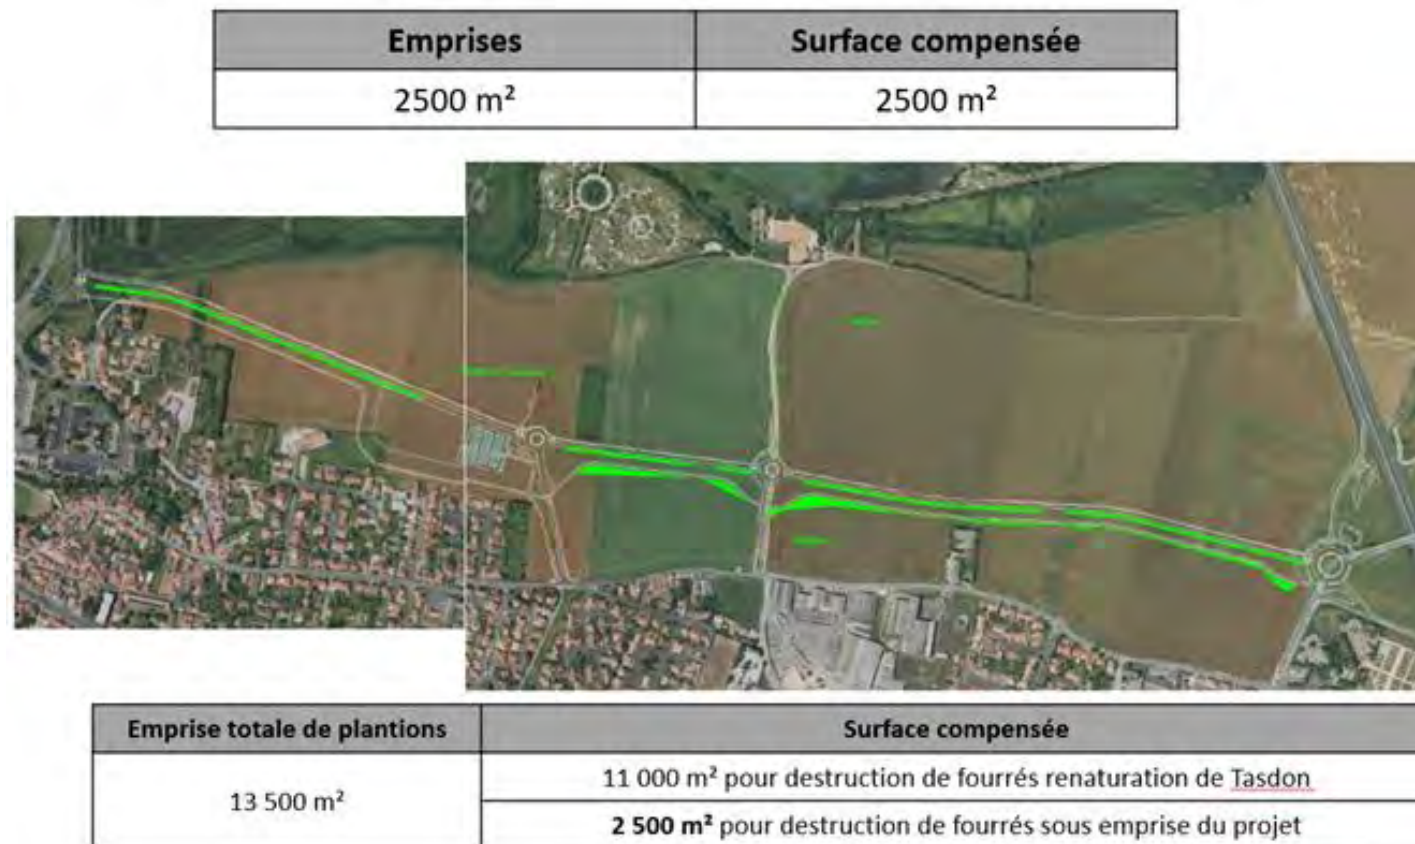 Emprises Surface compensée
2500 m² 2500 m²
Emprise totale de plantions Surface compensée
13 500 m² 11 000 m² pour destruction de fourrés renaturation de Tasdon
2 500 m² pour destruction de fourrés sous emprise du projet